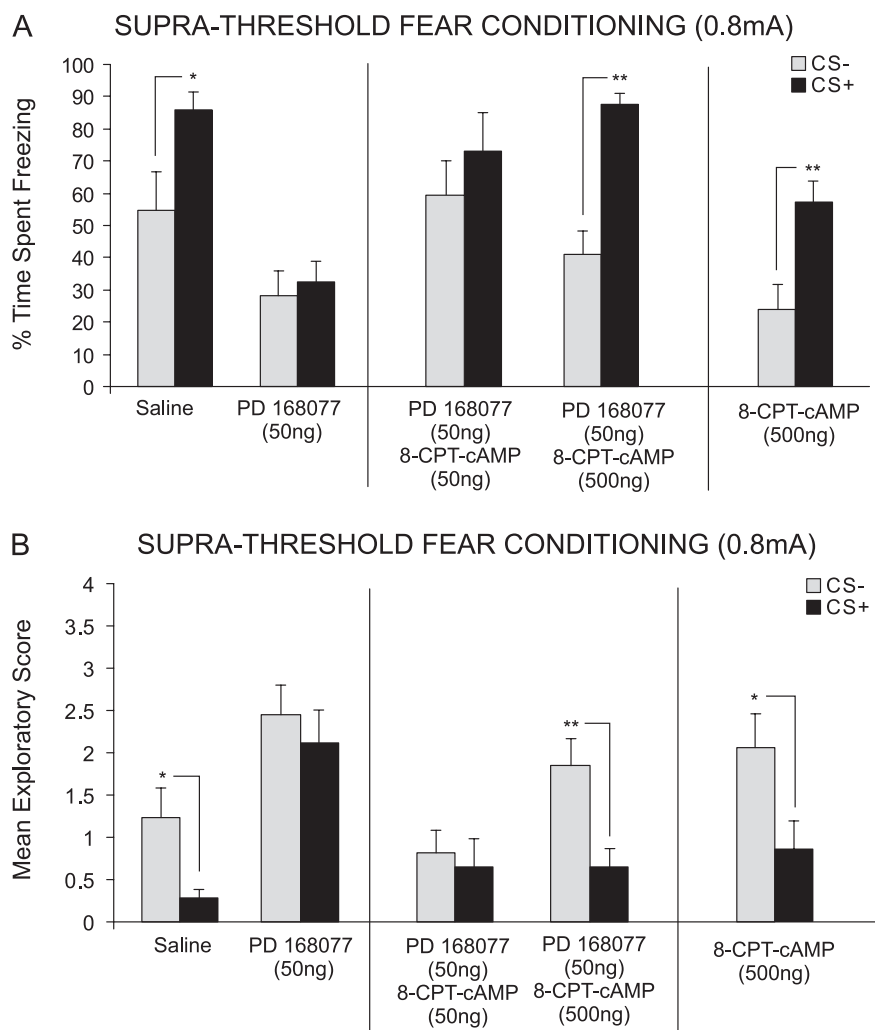 A SUPRA-THRESHOLD FEAR CONDITIONING (0.8mA)
CS-
CS+
% Time Spent Freezing
100
90
80
70
60
50
40
30
20
10
0
*
**
**
Saline
PD 168077
(50ng)
PD 168077
(50ng)
8-CPT-cAMP
(50ng)
PD 168077
(50ng)
8-CPT-cAMP
(500ng)
8-CPT-cAMP
(500ng)
B SUPRA-THRESHOLD FEAR CONDITIONING (0.8mA)
CS-
CS+
Mean Exploratory Score
4
3.5
3
2.5
2
1.5
1
0.5
0
*
**
*
Saline
PD 168077
(50ng)
PD 168077
(50ng)
8-CPT-cAMP
(50ng)
PD 168077
(50ng)
8-CPT-cAMP
(500ng)
8-CPT-cAMP
(500ng)